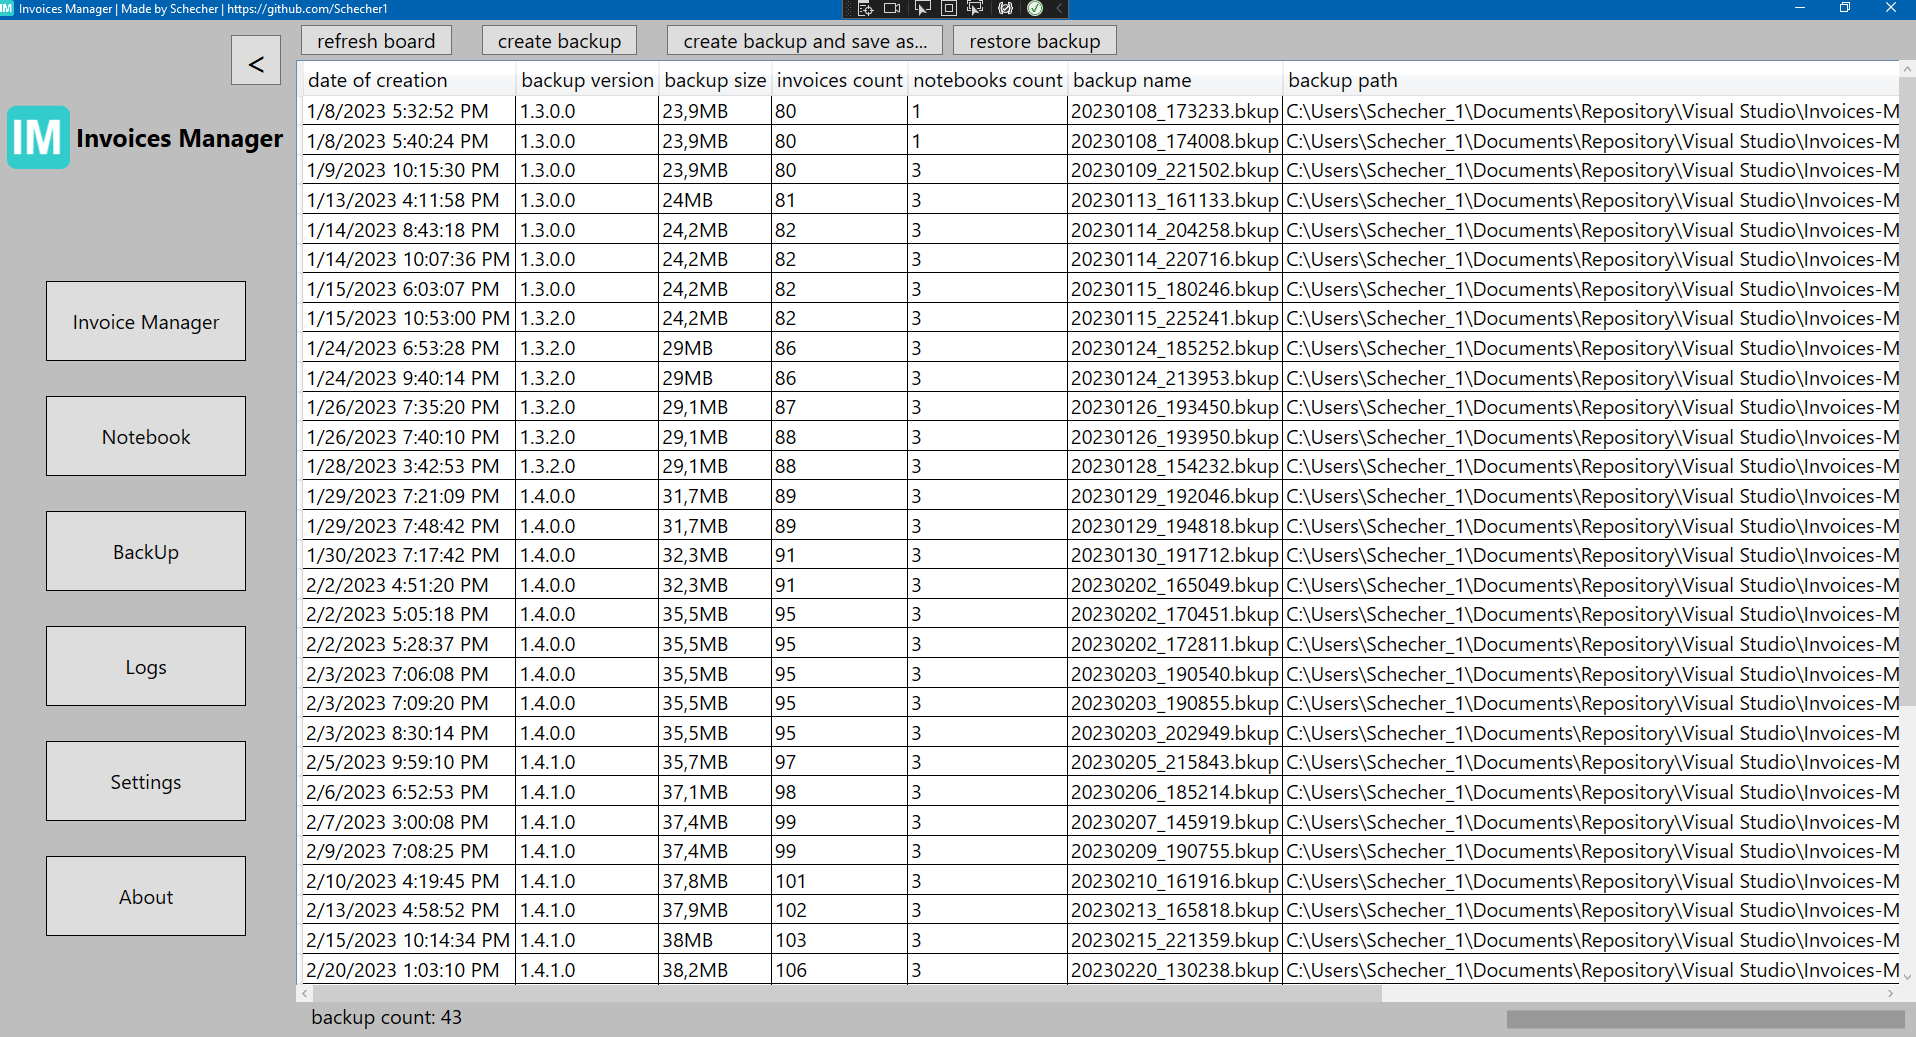 Invoices Manager | Made by Schecher | https://github.com/Schecher1
<
IM Invoices Manager
Invoice Manager
Notebook
BackUp
Logs
Settings
About
refresh board create backup create backup and save as... restore backup
date of creation backup version backup size invoices count notebooks count backup name backup path
1/8/2023 5:32:52 PM 1.3.0.0 23,9MB 80 1 20230108_173233.bkup C:\Users\Schecher_1\Documents\Repository\Visual Studio\Invoices-M
1/8/2023 5:40:24 PM 1.3.0.0 23,9MB 80 1 20230108_174008.bkup C:\Users\Schecher_1\Documents\Repository\Visual Studio\Invoices-M
1/9/2023 10:15:30 PM 1.3.0.0 23,9MB 80 3 20230109_221502.bkup C:\Users\Schecher_1\Documents\Repository\Visual Studio\Invoices-M
1/13/2023 4:11:58 PM 1.3.0.0 24MB 81 3 20230113_161133.bkup C:\Users\Schecher_1\Documents\Repository\Visual Studio\Invoices-M
1/14/2023 8:43:18 PM 1.3.0.0 24,2MB 82 3 20230114_204258.bkup C:\Users\Schecher_1\Documents\Repository\Visual Studio\Invoices-M
1/14/2023 10:07:36 PM 1.3.0.0 24,2MB 82 3 20230114_220716.bkup C:\Users\Schecher_1\Documents\Repository\Visual Studio\Invoices-M
1/15/2023 6:03:07 PM 1.3.0.0 24,2MB 82 3 20230115_180246.bkup C:\Users\Schecher_1\Documents\Repository\Visual Studio\Invoices-M
1/15/2023 10:53:00 PM 1.3.2.0 24,2MB 82 3 20230115_225241.bkup C:\Users\Schecher_1\Documents\Repository\Visual Studio\Invoices-M
1/24/2023 6:53:28 PM 1.3.2.0 29MB 86 3 20230124_185252.bkup C:\Users\Schecher_1\Documents\Repository\Visual Studio\Invoices-M
1/24/2023 9:40:14 PM 1.3.2.0 29MB 86 3 20230124_213953.bkup C:\Users\Schecher_1\Documents\Repository\Visual Studio\Invoices-M
1/26/2023 7:35:20 PM 1.3.2.0 29,1MB 87 3 20230126_193450.bkup C:\Users\Schecher_1\Documents\Repository\Visual Studio\Invoices-M
1/26/2023 7:40:10 PM 1.3.2.0 29,1MB 88 3 20230126_193950.bkup C:\Users\Schecher_1\Documents\Repository\Visual Studio\Invoices-M
1/28/2023 3:42:53 PM 1.3.2.0 29,1MB 88 3 20230128_154232.bkup C:\Users\Schecher_1\Documents\Repository\Visual Studio\Invoices-M
1/29/2023 7:21:09 PM 1.4.0.0 31,7MB 89 3 20230129_192046.bkup C:\Users\Schecher_1\Documents\Repository\Visual Studio\Invoices-M
1/29/2023 7:48:42 PM 1.4.0.0 31,7MB 89 3 20230129_194818.bkup C:\Users\Schecher_1\Documents\Repository\Visual Studio\Invoices-M
1/30/2023 7:17:42 PM 1.4.0.0 32,3MB 91 3 20230130_191712.bkup C:\Users\Schecher_1\Documents\Repository\Visual Studio\Invoices-M
2/2/2023 4:51:20 PM 1.4.0.0 32,3MB 91 3 20230202_165049.bkup C:\Users\Schecher_1\Documents\Repository\Visual Studio\Invoices-M
2/2/2023 5:05:18 PM 1.4.0.0 35,5MB 95 3 20230202_170451.bkup C:\Users\Schecher_1\Documents\Repository\Visual Studio\Invoices-M
2/2/2023 5:28:37 PM 1.4.0.0 35,5MB 95 3 20230202_172811.bkup C:\Users\Schecher_1\Documents\Repository\Visual Studio\Invoices-M
2/3/2023 7:06:08 PM 1.4.0.0 35,5MB 95 3 20230203_190540.bkup C:\Users\Schecher_1\Documents\Repository\Visual Studio\Invoices-M
2/3/2023 7:09:20 PM 1.4.0.0 35,5MB 95 3 20230203_190855.bkup C:\Users\Schecher_1\Documents\Repository\Visual Studio\Invoices-M
2/3/2023 8:30:14 PM 1.4.0.0 35,5MB 95 3 20230203_202949.bkup C:\Users\Schecher_1\Documents\Repository\Visual Studio\Invoices-M
2/5/2023 9:59:10 PM 1.4.1.0 35,7MB 97 3 20230205_215843.bkup C:\Users\Schecher_1\Documents\Repository\Visual Studio\Invoices-M
2/6/2023 6:52:53 PM 1.4.1.0 37,1MB 98 3 20230206_185214.bkup C:\Users\Schecher_1\Documents\Repository\Visual Studio\Invoices-M
2/7/2023 3:00:08 PM 1.4.1.0 37,4MB 99 3 20230207_145919.bkup C:\Users\Schecher_1\Documents\Repository\Visual Studio\Invoices-M
2/9/2023 7:08:25 PM 1.4.1.0 37,4MB 99 3 20230209_190755.bkup C:\Users\Schecher_1\Documents\Repository\Visual Studio\Invoices-M
2/10/2023 4:19:45 PM 1.4.1.0 37,8MB 101 3 20230210_161916.bkup C:\Users\Schecher_1\Documents\Repository\Visual Studio\Invoices-M
2/13/2023 4:58:52 PM 1.4.1.0 37,9MB 102 3 20230213_165818.bkup C:\Users\Schecher_1\Documents\Repository\Visual Studio\Invoices-M
2/15/2023 10:14:34 PM 1.4.1.0 38MB 103 3 20230215_221359.bkup C:\Users\Schecher_1\Documents\Repository\Visual Studio\Invoices-M
2/20/2023 1:03:10 PM 1.4.1.0 38,2MB 106 3 20230220_130238.bkup C:\Users\Schecher_1\Documents\Repository\Visual Studio\Invoices-M
backup count: 43